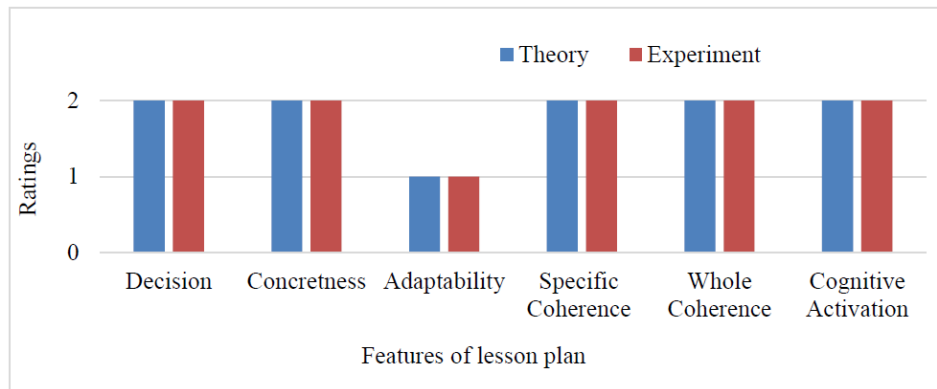 Theory Experiment
2
1
0
Ratings
Decision Concretness Adaptability Specific Coherence Whole Coherence Cognitive Activation
Features of lesson plan